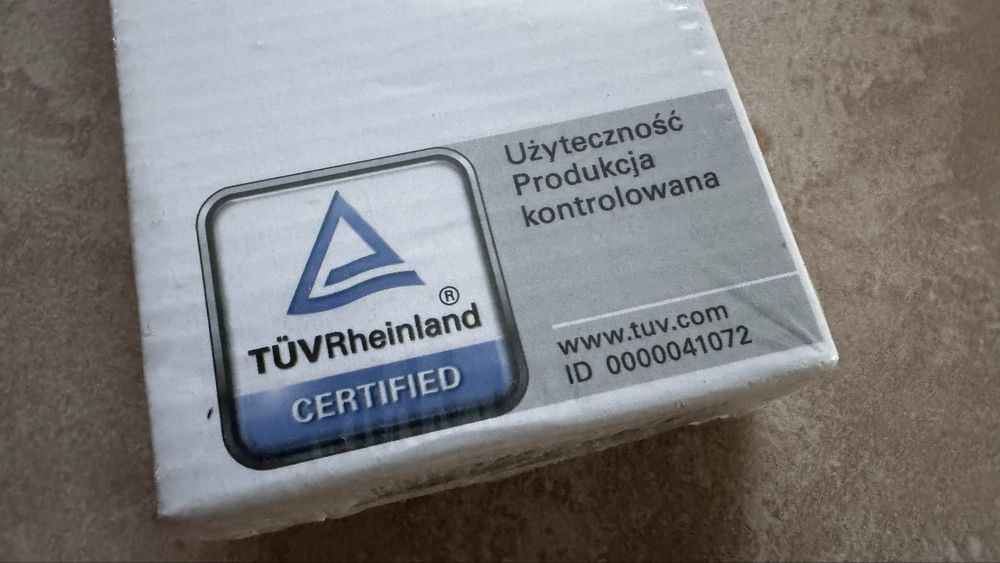 Użyteczność
Produkcja
kontrolowana
®
TÜVRheinland
CERTIFIED
www.tuv.com
ID 0000041072